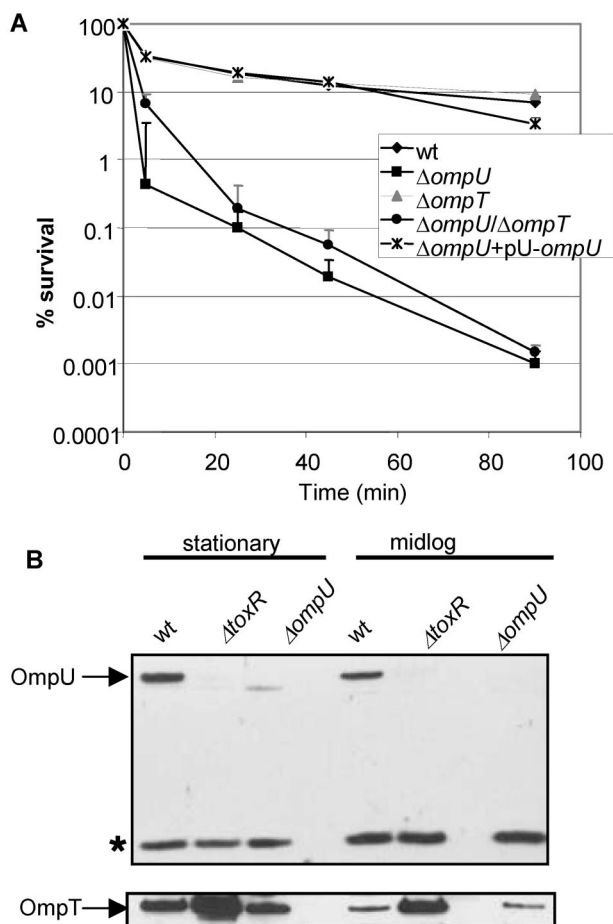 A
100
10
1
0.1
0.01
0.001
0.0001
% survival
0 20 40 60 80 100
Time (min)
wt
ΔompU
ΔompT
ΔompU/ΔompT
ΔompU+pU-ompU
B
stationary midlog
wt ΔtoxR ΔompU wt ΔtoxR ΔompU
OmpU
*
OmpT